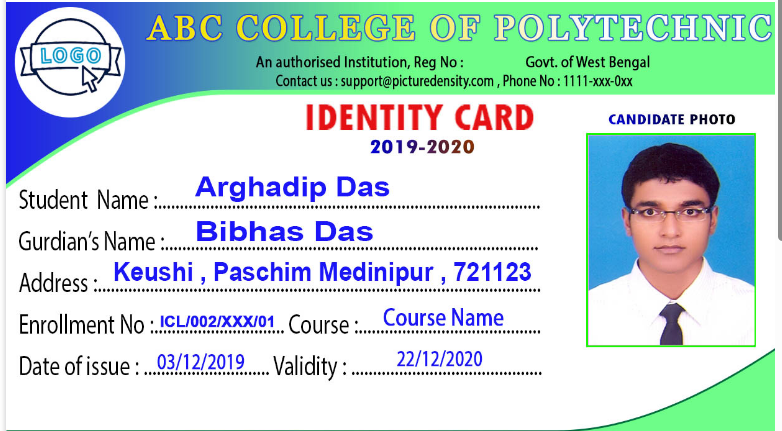 LOGO
ABC COLLEGE OF POLYTECHNIC
An authorised Institution, Reg No : Govt. of West Bengal
Contact us : support@picturedensity.com , Phone No : 1111-xxx-0xx
IDENTITY CARD
2019-2020
CANDIDATE PHOTO
Student Name :..Arghadip Das
Gurdian's Name :..Bibhas Das
Address :..Keushi , Paschim Medinipur , 721123
Enrollment No :..ICL/002/XXX/01.. Course :..Course Name
Date of issue : ...03/12/2019...... Validity : ...22/12/2020